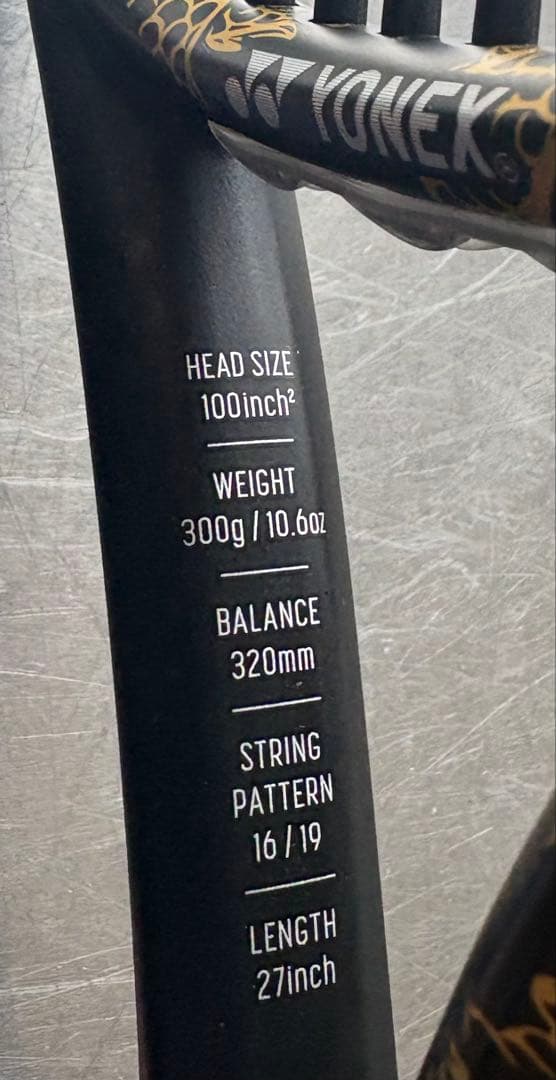 YONEX
HEAD SIZE
100inch²
WEIGHT
300g / 10.6oz
BALANCE
320mm
STRING
PATTERN
16 / 19
LENGTH
27inch